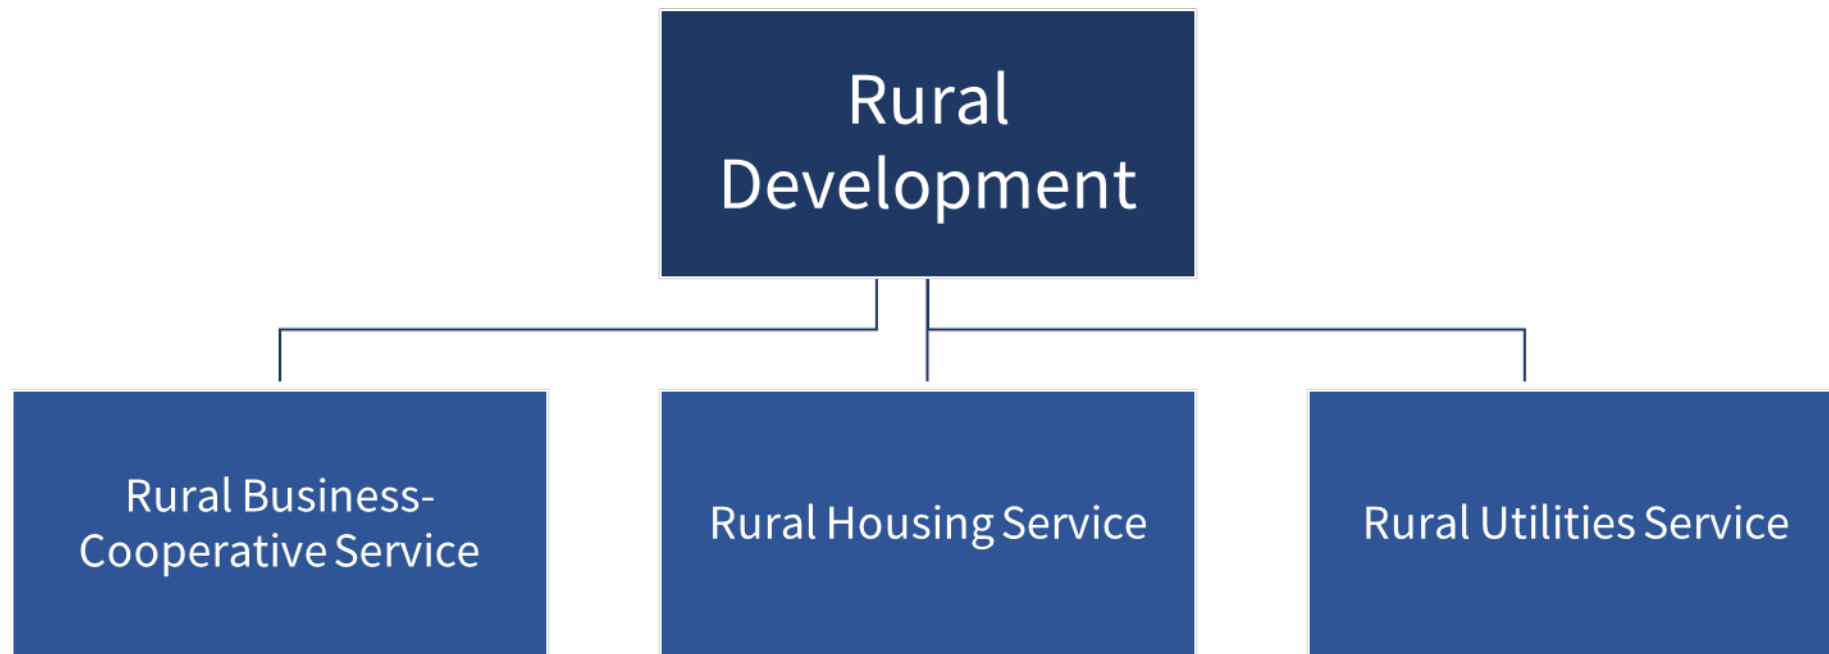 Rural
Development
Rural Business-
Cooperative Service
Rural Housing Service
Rural Utilities Service